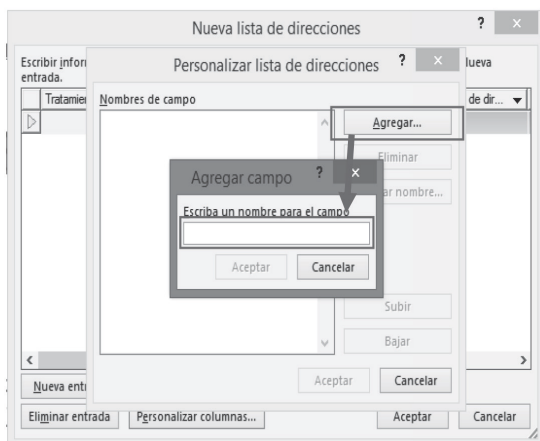 Nueva lista de direcciones ? ×
Escribir infor
lueva
entrada.
Personalizar lista de direcciones ? ×
Tratamie
de dir...
Nombres de campo
Agregar...
Eliminar
ar nombre...
Agregar campo ? ×
Escriba un nombre para el campo
Aceptar Cancelar
Subir
Bajar
Aceptar Cancelar
Nueva entr
Eliminar entrada Personalizar columnas... Aceptar Cancelar